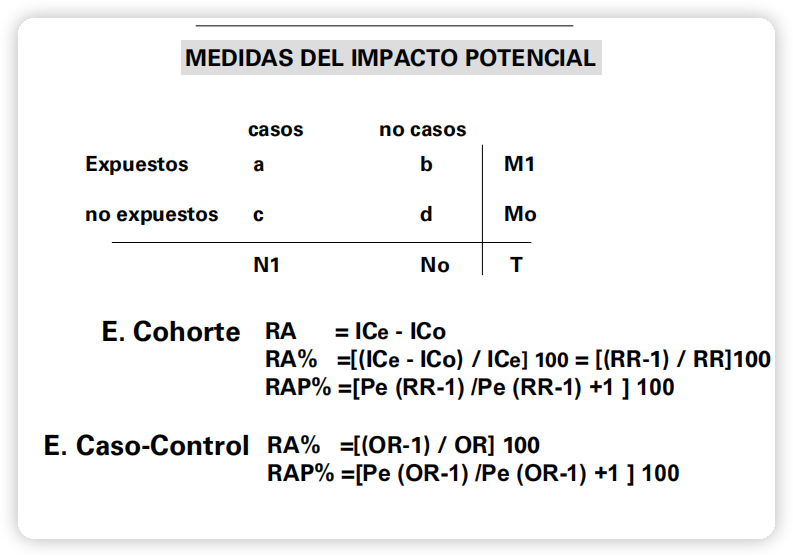 MEDIDAS DEL IMPACTO POTENCIAL
casos no casos
Expuestos a b M1
no expuestos c d Mo
N1 No T
E. Cohorte RA = ICe - ICo
RA% =[(ICe - ICo) / ICe] 100 = [(RR-1) / RR]100
RAP% =[Pe (RR-1) /Pe (RR-1) +1 ] 100
E. Caso-Control RA% =[(OR-1) / OR] 100
RAP% =[Pe (OR-1) /Pe (OR-1) +1 ] 100